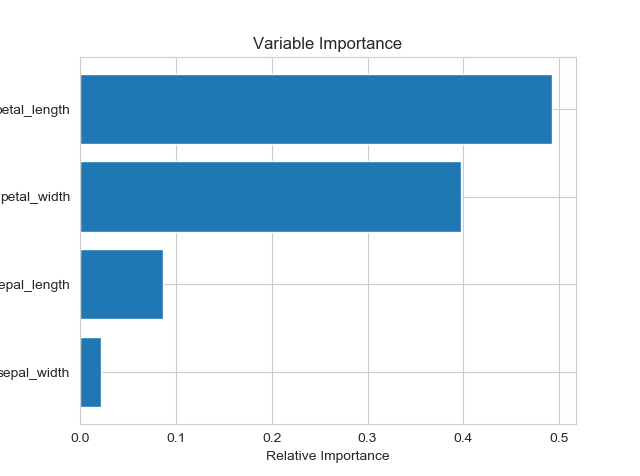 Variable Importance
petal_length
petal_width
sepal_length
sepal_width
0.0 0.1 0.2 0.3 0.4 0.5
Relative Importance